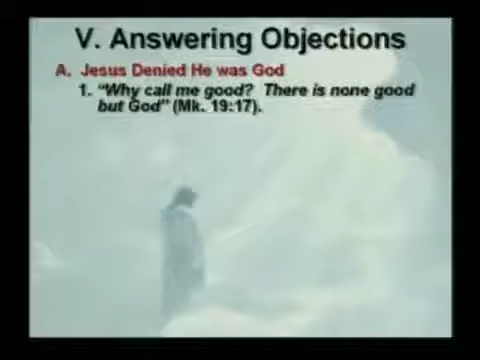 V. Answering Objections
A. Jesus Denied He was God
1. “Why call me good? There is none good
but God” (Mk. 19:17).